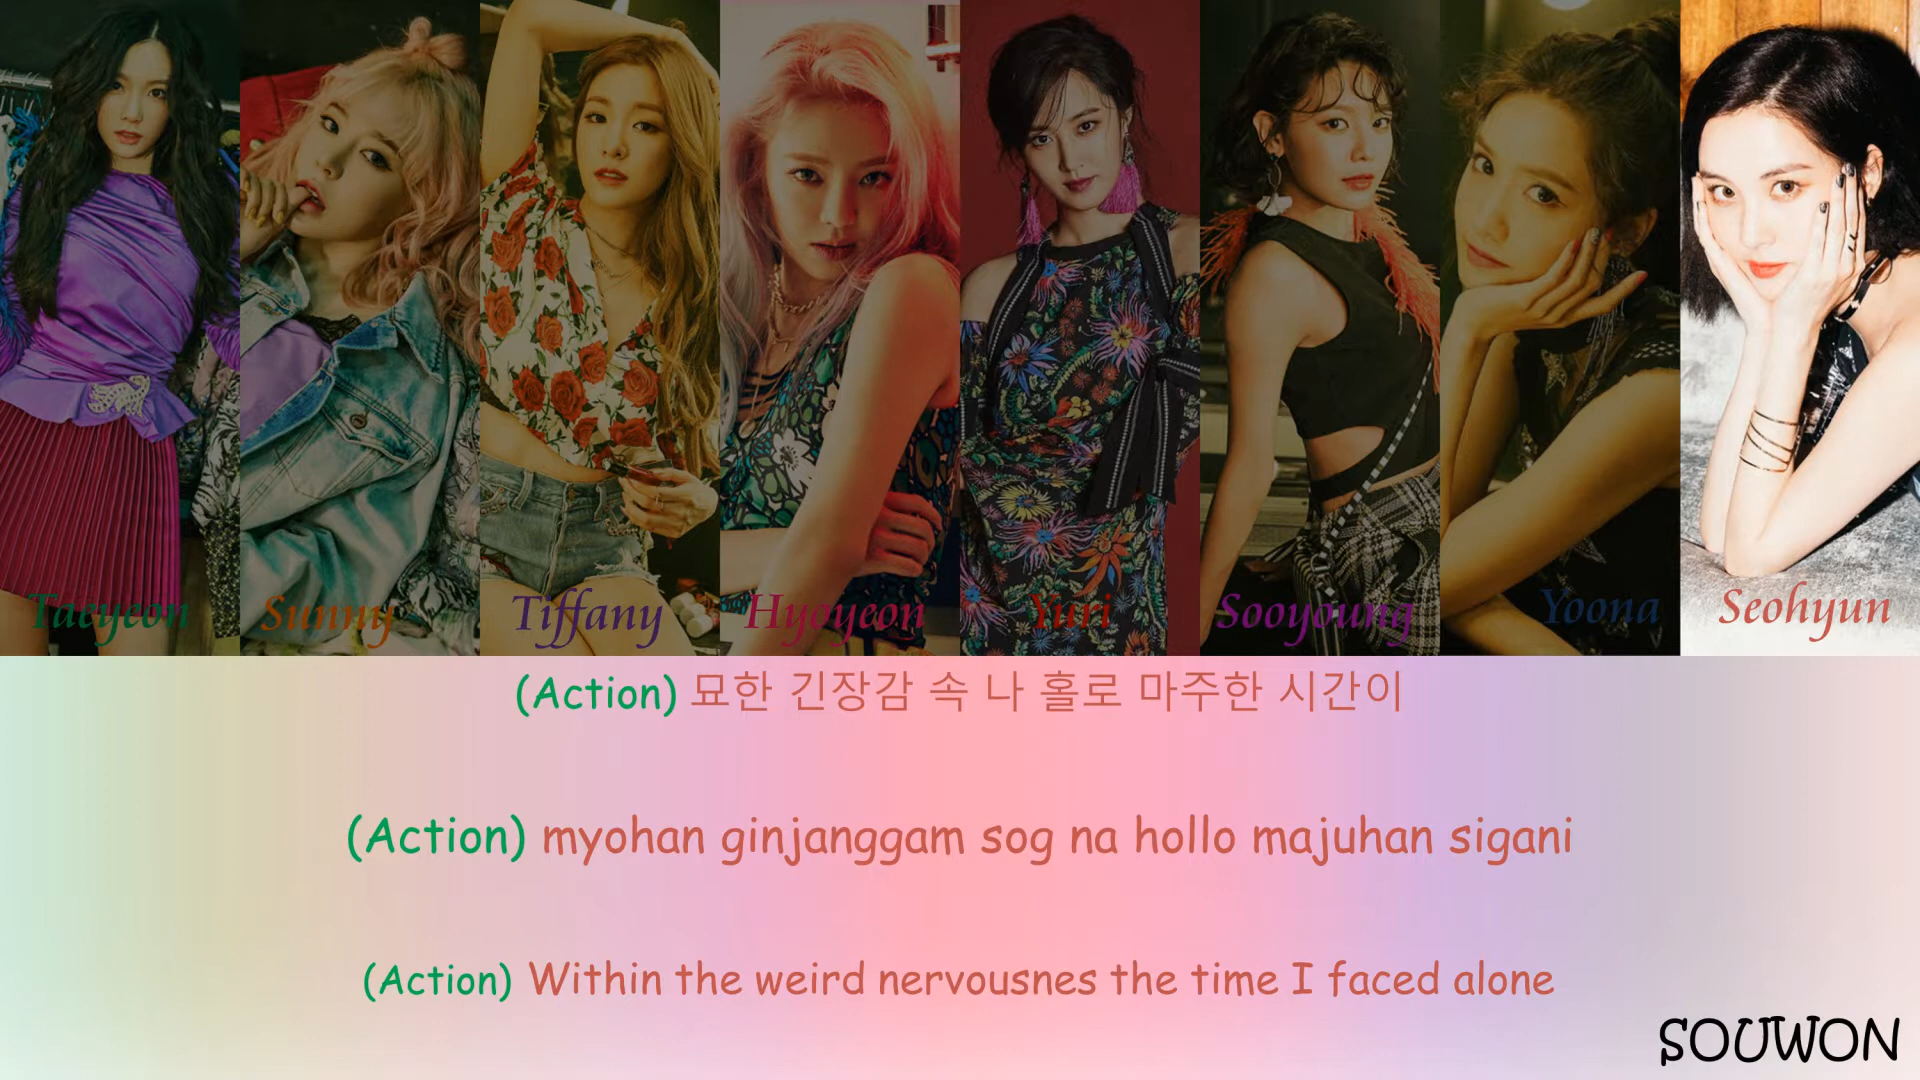 Taeyeon Sunny Tiffany Hyoyeon Yuri Sooyoung Yoona Seohyun
(Action) 묘한 긴장감 속 나 홀로 마주한 시간이
(Action) myohan ginjanggam sog na hollo majuhan sigani
(Action) Within the weird nervousnes the time I faced alone
SOUWON